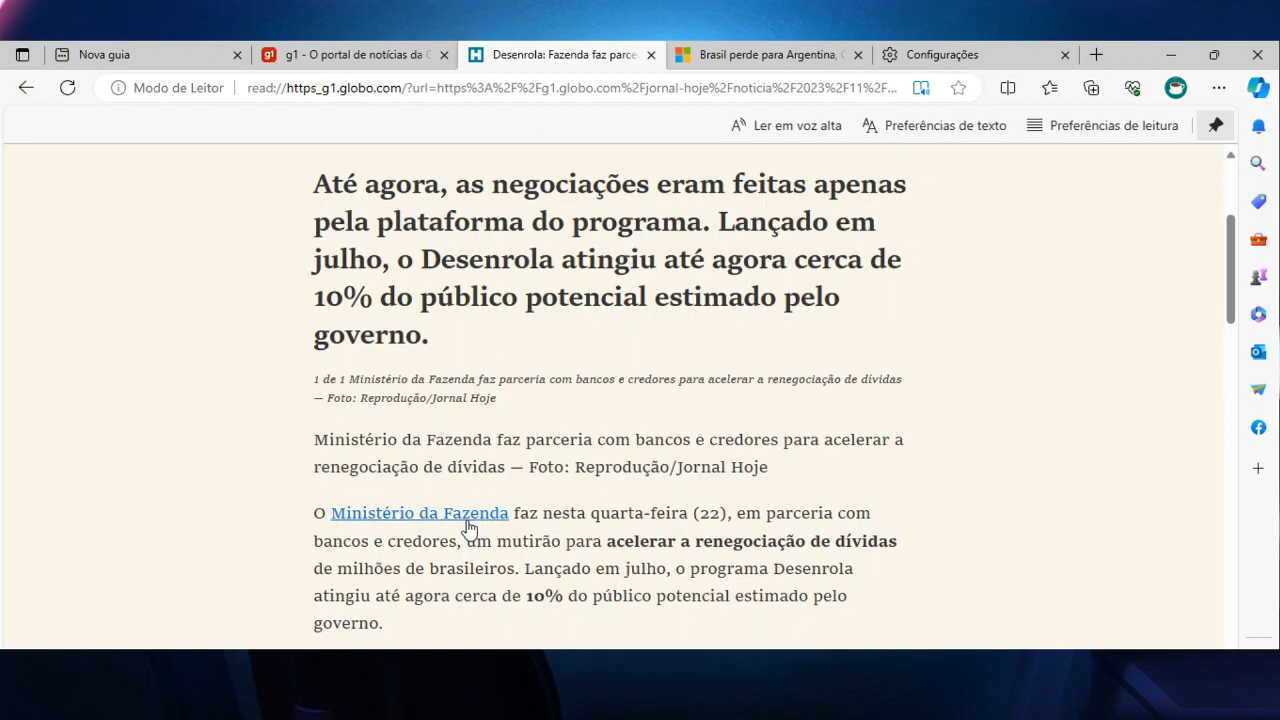 Nova guia
g1 - O portal de notícias da G
Desenrola: Fazenda faz parce
Brasil perde para Argentina,
Configurações
Modo de Leitor
read://https_g1.globo.com/?url=https%3A%2F%2Fg1.globo.com%2Fjornal-hoje%2Fnoticia%2F2023%2F11%2F...
Ler em voz alta
Preferências de texto
Preferências de leitura
Até agora, as negociações eram feitas apenas
pela plataforma do programa. Lançado em
julho, o Desenrola atingiu até agora cerca de
10% do público potencial estimado pelo
governo.
1 de 1 Ministério da Fazenda faz parceria com bancos e credores para acelerar a renegociação de dívidas
— Foto: Reprodução/Jornal Hoje
Ministério da Fazenda faz parceria com bancos e credores para acelerar a
renegociação de dívidas — Foto: Reprodução/Jornal Hoje
O Ministério da Fazenda faz nesta quarta-feira (22), em parceria com
bancos e credores, um mutirão para acelerar a renegociação de dívidas
de milhões de brasileiros. Lançado em julho, o programa Desenrola
atingiu até agora cerca de 10% do público potencial estimado pelo
governo.